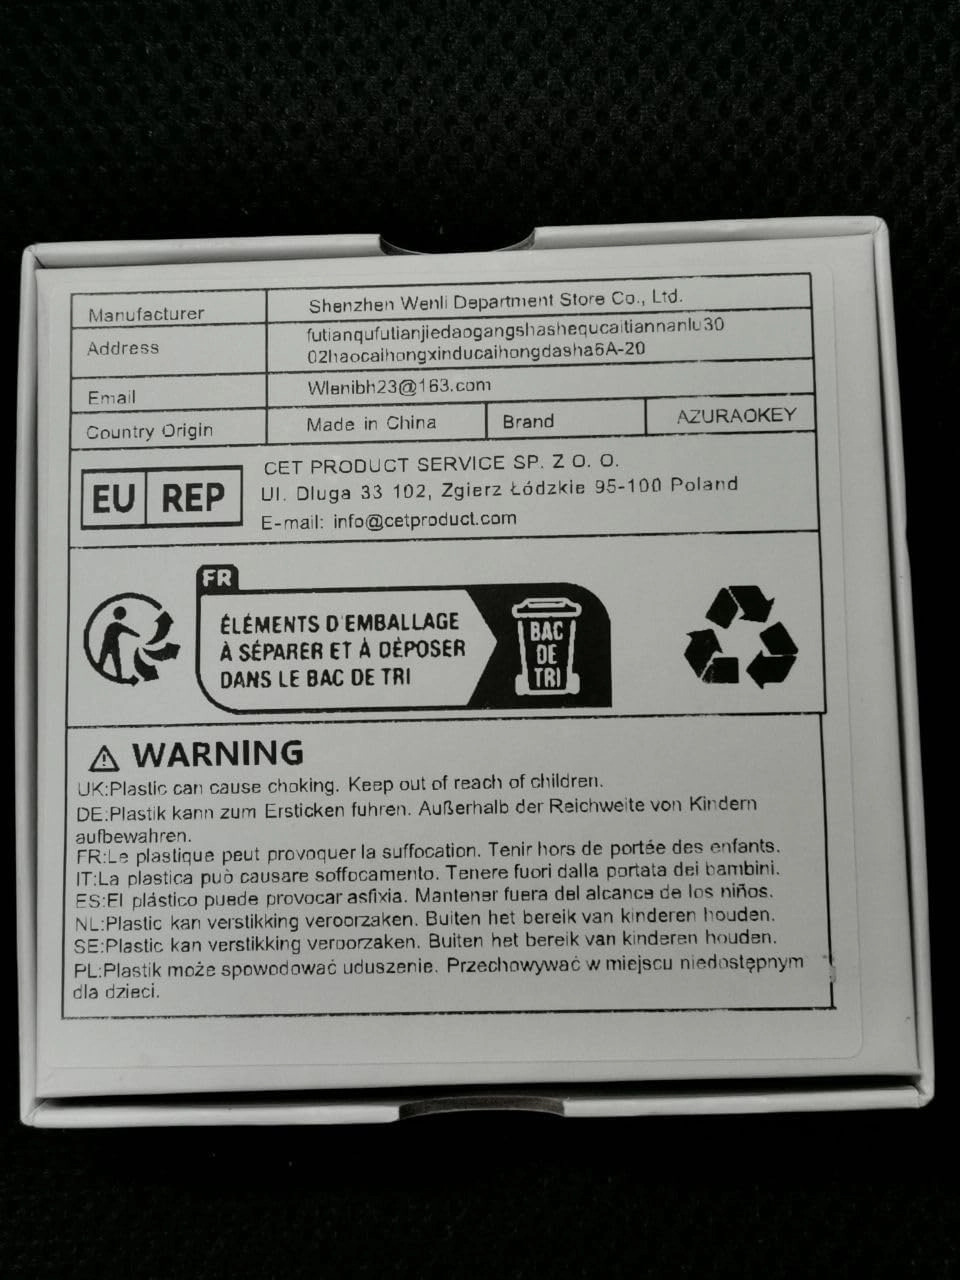 Manufacturer Shenzhen Wenli Department Store Co., Ltd.
Address futianqufutianjiedaogangshashequcaitiannanlu30
02haocaihongxinducaihongdasha6A-20
Email Wlenibh23@163.com
Country Origin Made in China Brand AZURAOKEY
EU REP
CET PRODUCT SERVICE SP. Z O. O.
Ul. Dluga 33 102, Zgierz Łódzkie 95-100 Poland
E-mail: info@cetproduct.com
FR
ÉLÉMENTS D'EMBALLAGE
À SÉPARER ET À DÉPOSER
DANS LE BAC DE TRI
BAC
DE
TRI
WARNING
UK:Plastic can cause choking. Keep out of reach of children.
DE:Plastik kann zum Ersticken fuhren. Außerhalb der Reichweite von Kindern
aufbewahren.
FR:Le plastique peut provoquer la suffocation. Tenir hors de portée des enfants.
IT:La plastica può causare soffocamento. Tenere fuori dalla portata dei bambini.
ES:El plástico puede provocar asfixia. Mantener fuera del alcance de los niños.
NL:Plastic kan verstikking veroorzaken. Buiten het bereik van kinderen houden.
SE:Plastic kan verstikking veroorzaken. Buiten het bereik van kinderen houden.
PL:Plastik może spowodować uduszenie. Przechowywać w miejscu niedostępnym
dla dzieci.